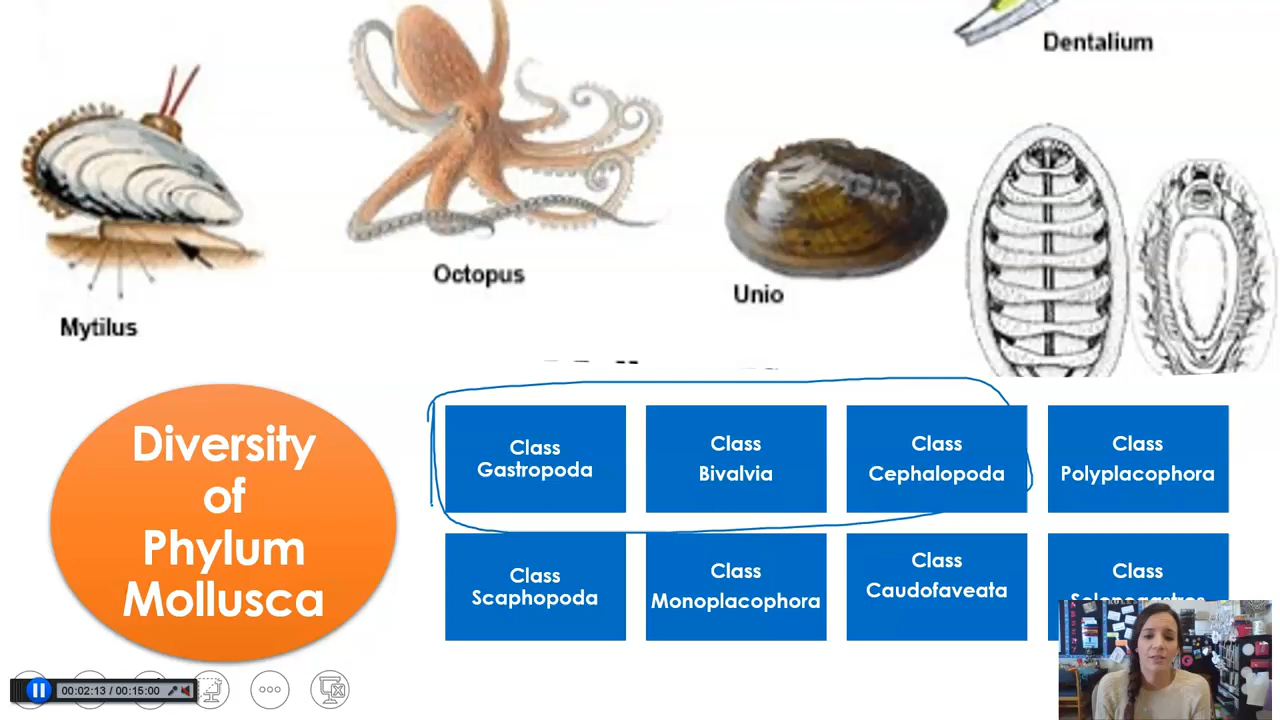 Dentalium
Octopus
Unio
Mytilus
Diversity
of
Phylum
Mollusca
Class
Gastropoda
Class
Bivalvia
Class
Cephalopoda
Class
Polyplacophora
Class
Scaphopoda
Class
Monoplacophora
Class
Caudofaveata
Class
00:02:13 / 00:15:00